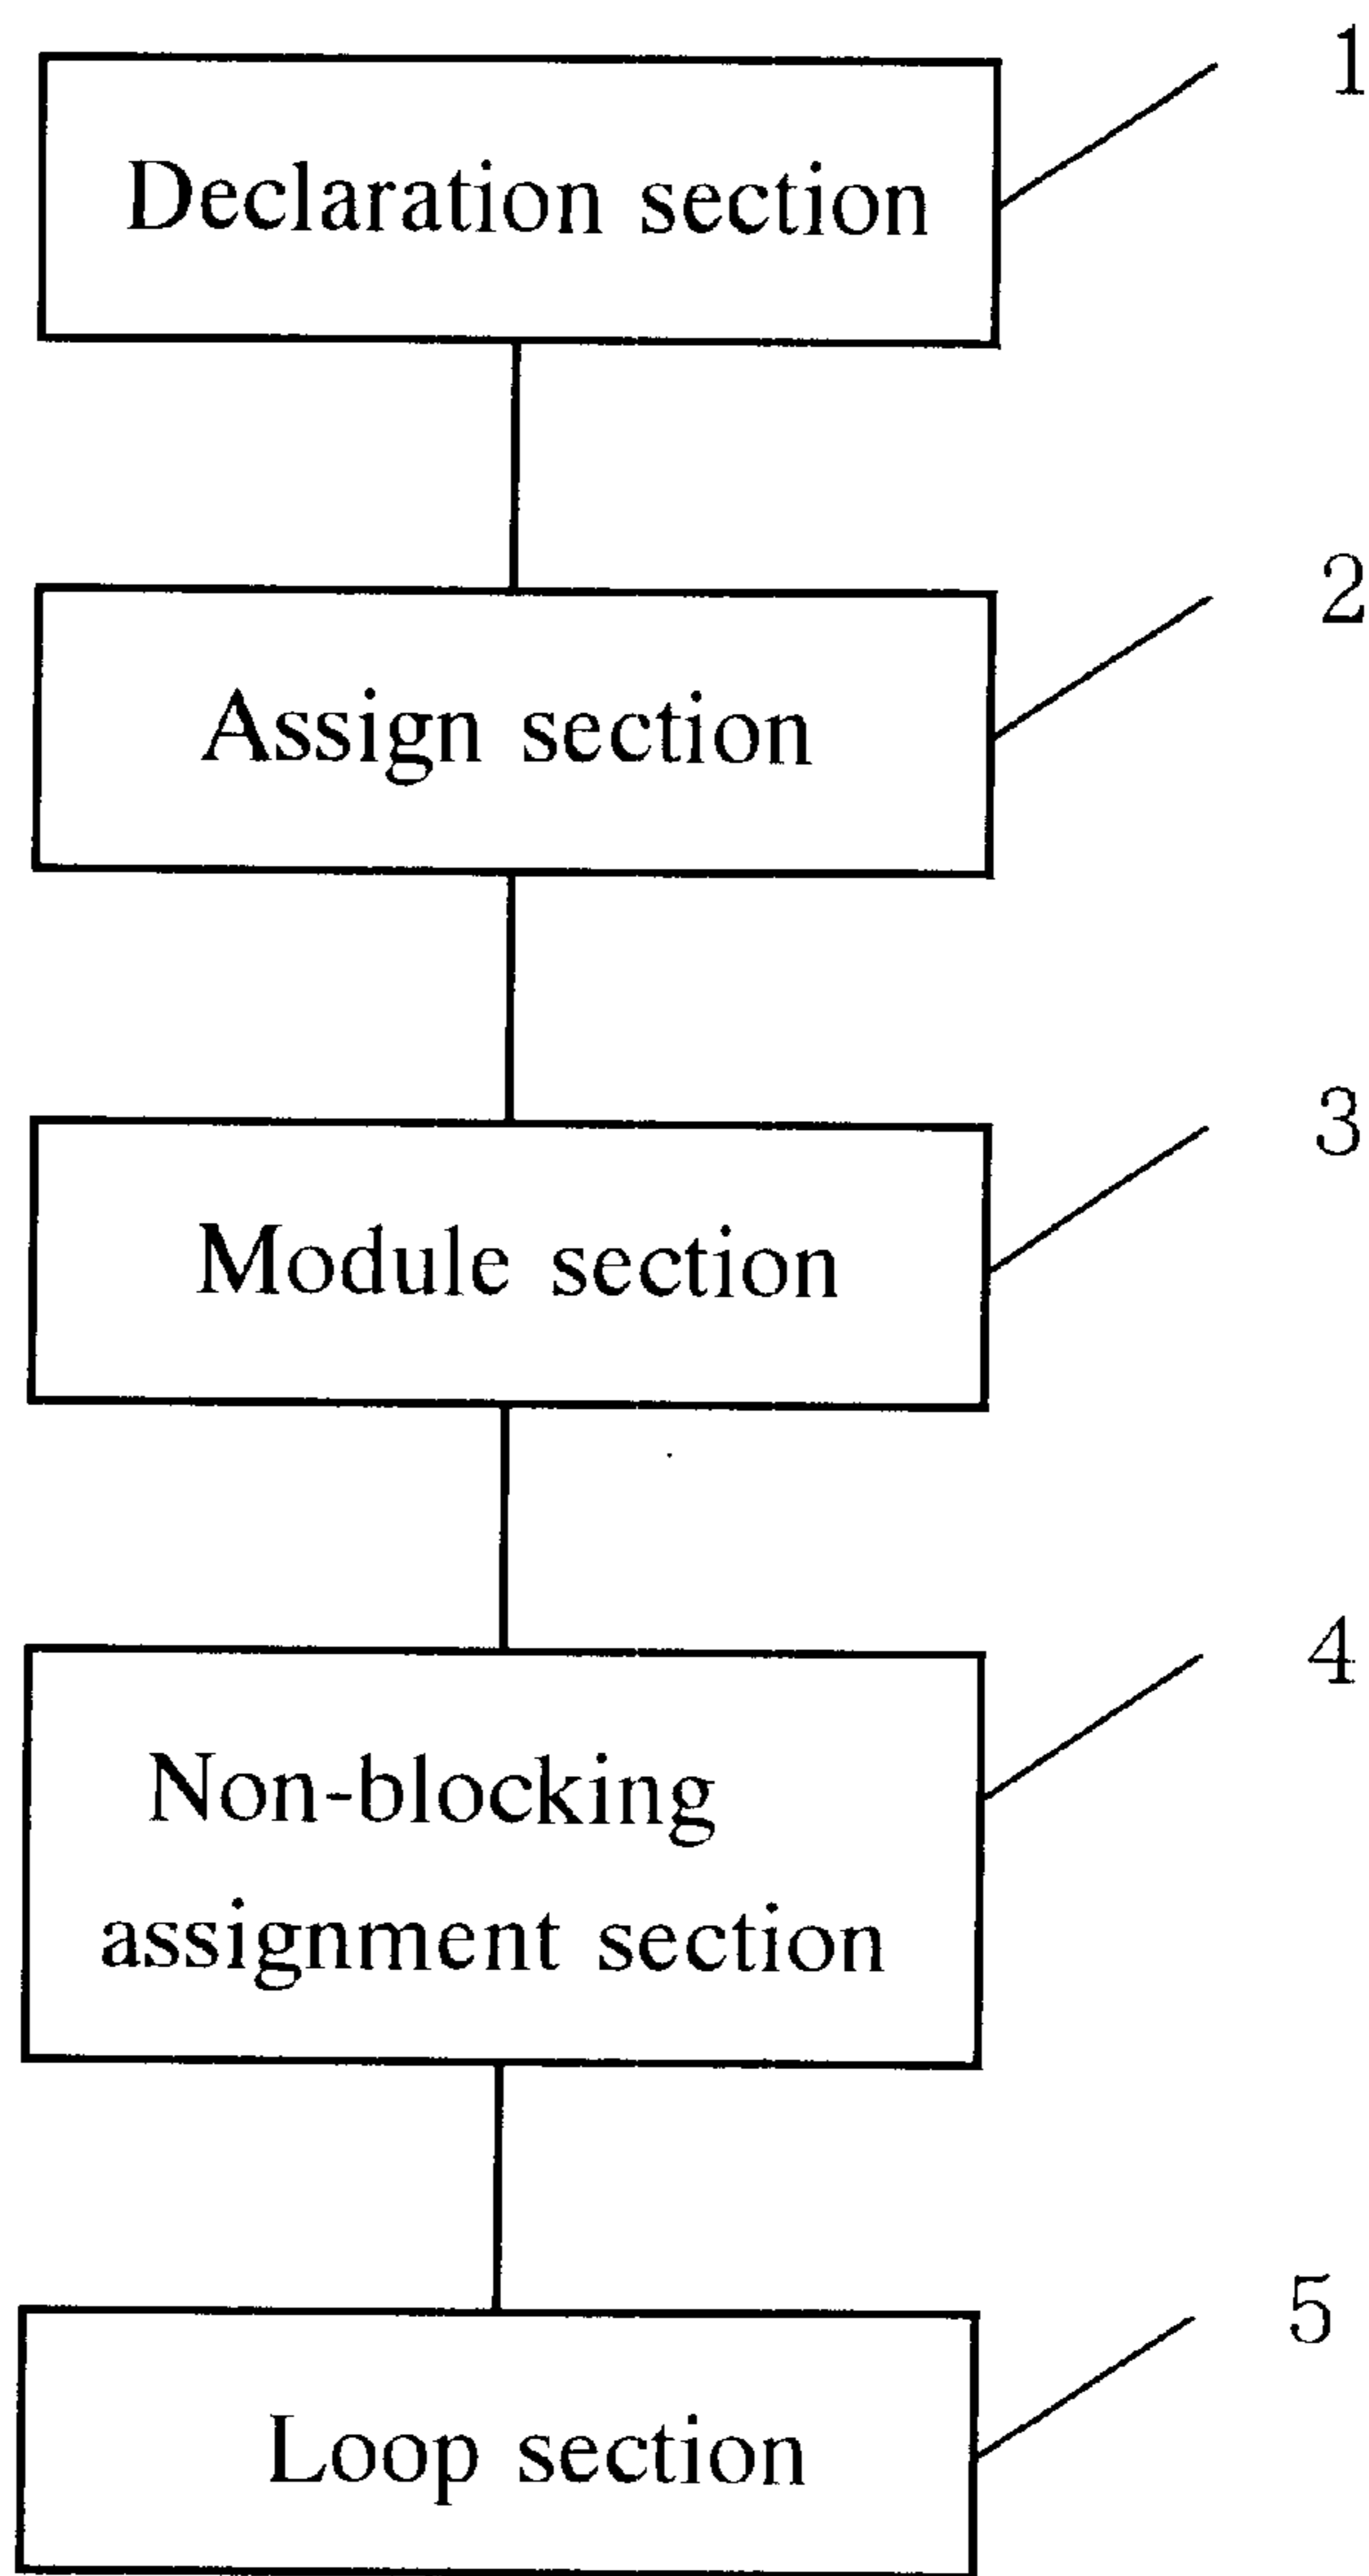 1
Declaration section
2
Assign section
3
Module section
4
Non-blocking
assignment section
5
Loop section